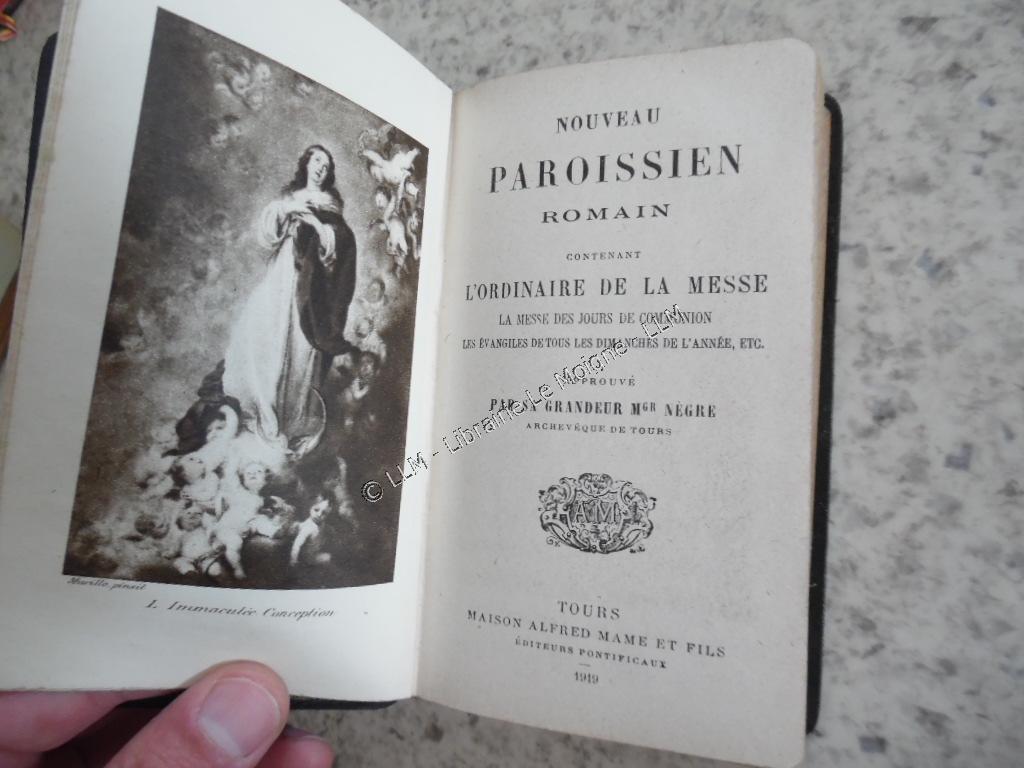 Murillo pinxit
L Immaculée Conception
NOUVEAU
PAROISSIEN
ROMAIN
CONTENANT
L'ORDINAIRE DE LA MESSE
LA MESSE DES JOURS DE COMMUNION
LES ÉVANGILES DE TOUS LES DIMANCHES DE L'ANNÉE, ETC.
APPROUVÉ
PAR SA GRANDEUR MGR NÈGRE
ARCHEVÊQUE DE TOURS
AM
TOURS
MAISON ALFRED MAME ET FILS
ÉDITEURS PONTIFICAUX
1919
© LLM - Librairie Le Moigne - LLM